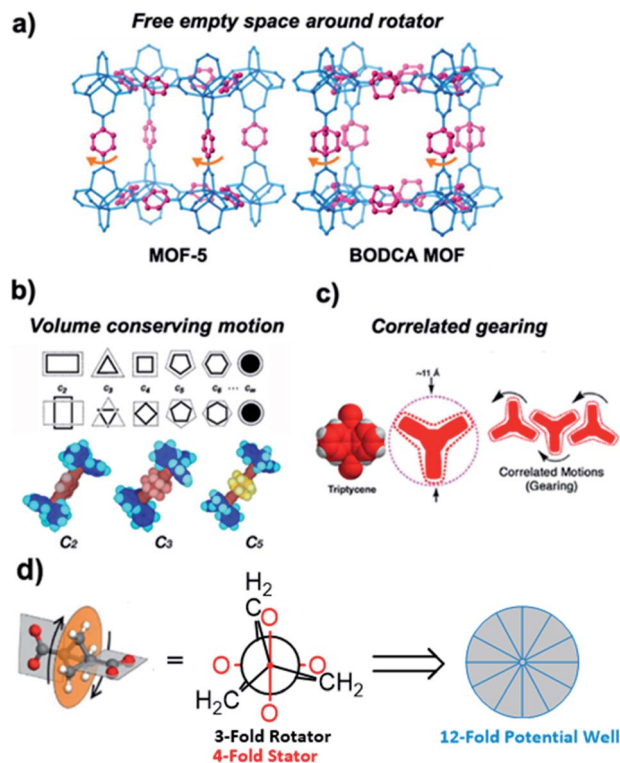 a)
Free empty space around rotator
MOF-5
BODCA MOF
b)
Volume conserving motion
C2 C3 C4 C5 C6 ··· C∞
C2
C3
C5
c)
Correlated gearing
~11 Å
Triptycene
Correlated Motions
(Gearing)
d)
=
H2
C
O
O
O
H2C
CH2
O
3-Fold Rotator
4-Fold Stator
12-Fold Potential Well